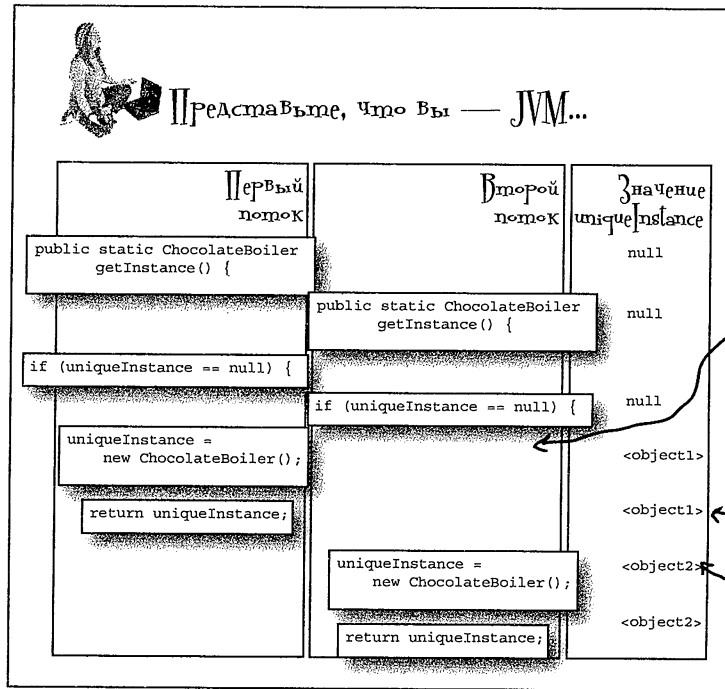 Представьте, что вы — JVM...
Первый
поток
Второй
поток
Значение
uniqueInstance
public static ChocolateBoiler
getInstance() {
null
public static ChocolateBoiler
getInstance() {
null
if (uniqueInstance == null) {
if (uniqueInstance == null) {
null
uniqueInstance =
new ChocolateBoiler();
<object1>
return uniqueInstance;
<object1>
uniqueInstance =
new ChocolateBoiler();
<object2>
return uniqueInstance;
<object2>